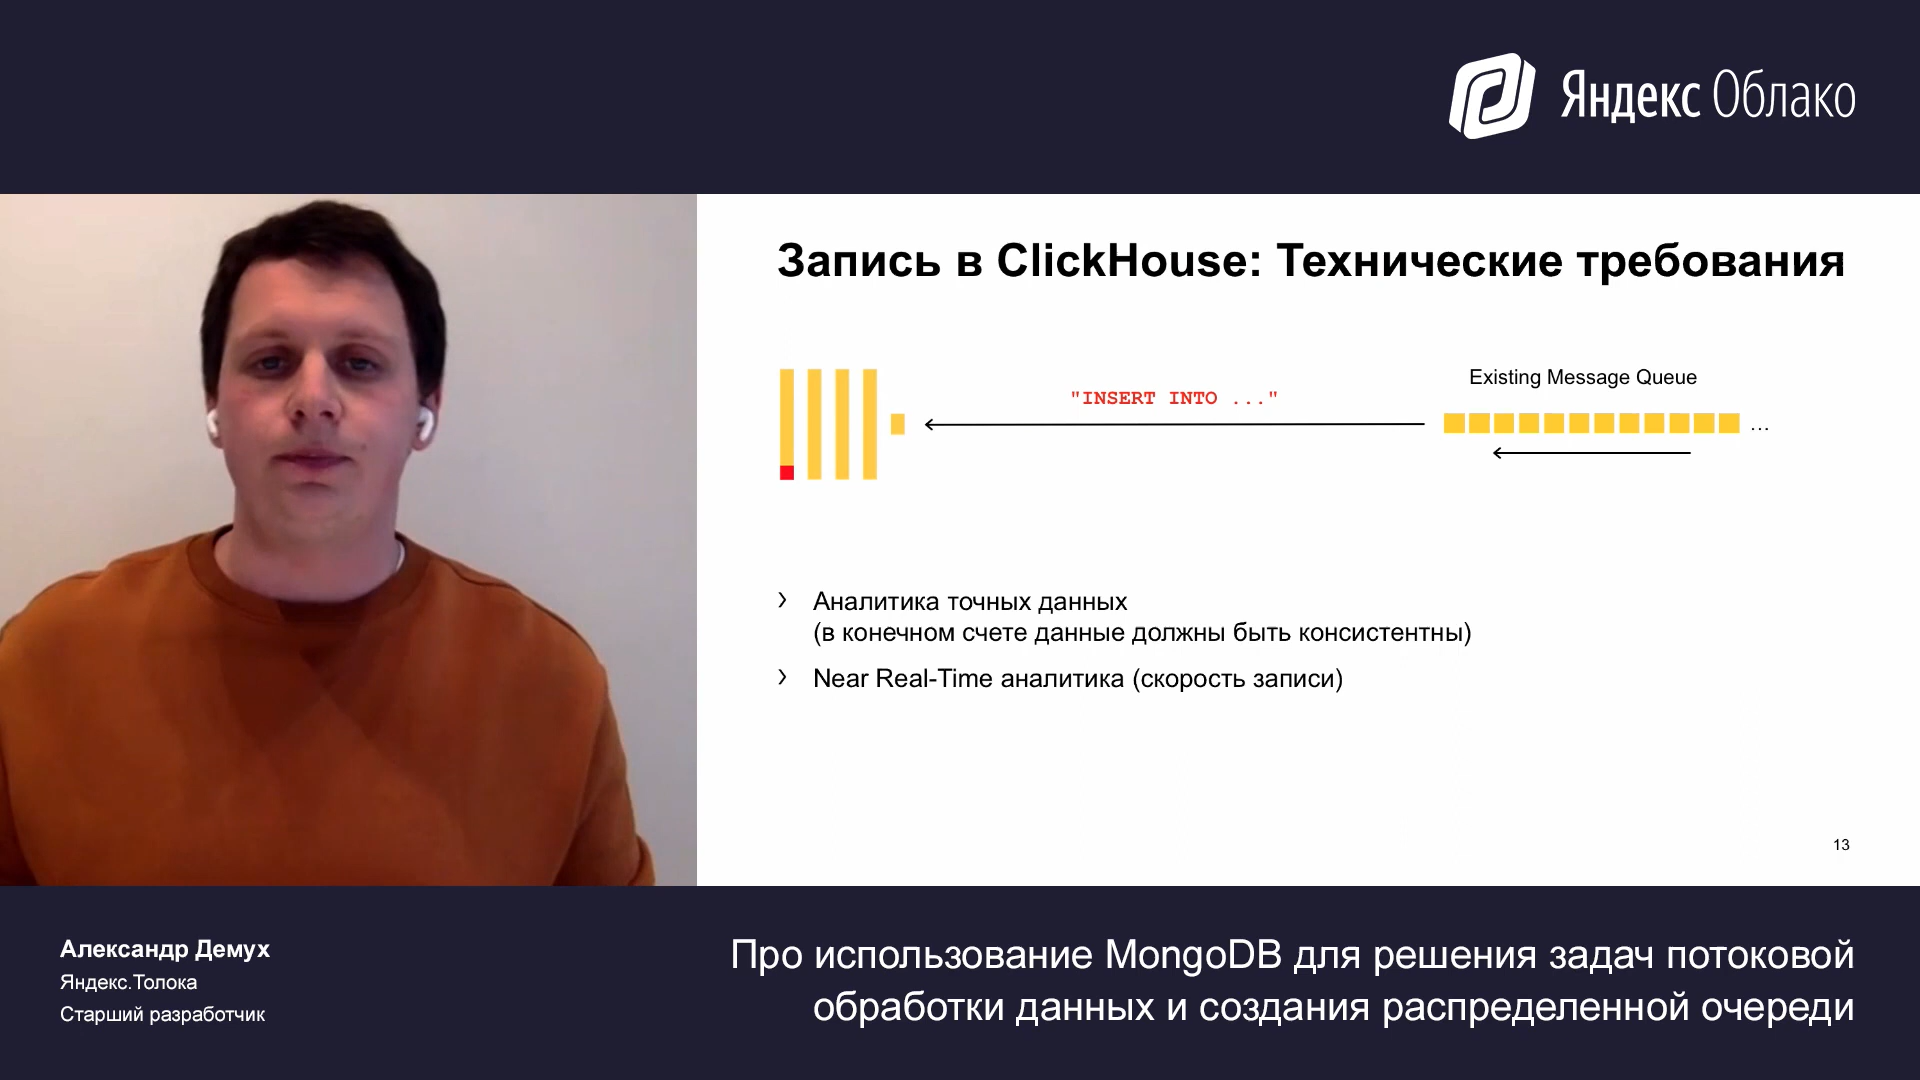 Яндекс Облако
Запись в ClickHouse: Технические требования
Existing Message Queue
"INSERT INTO ..."
...
› Аналитика точных данных
(в конечном счете данные должны быть консистентны)
› Near Real-Time аналитика (скорость записи)
13
Александр Демух
Яндекс.Толока
Старший разработчик
Про использование MongoDB для решения задач потоковой
обработки данных и создания распределенной очереди